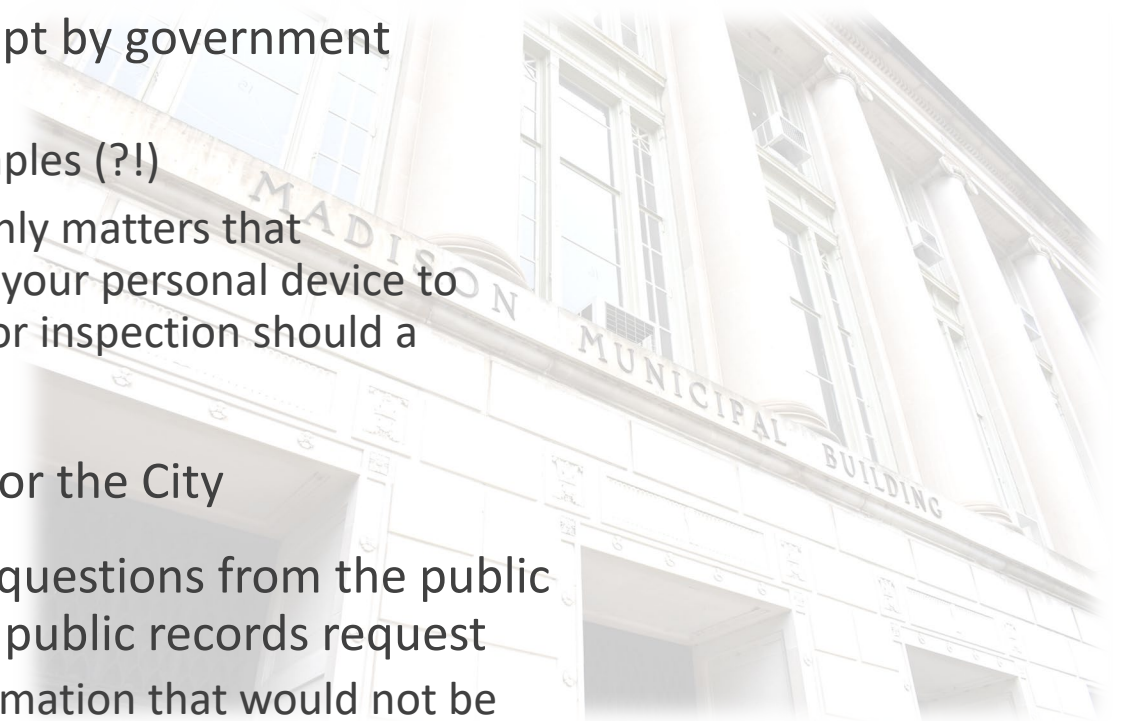 pt by government
ples (?!)
nly matters that
your personal device to
or inspection should a
or the City
questions from the public
public records request
mation that would not be
MADISON MUNICIPAL BUILDING